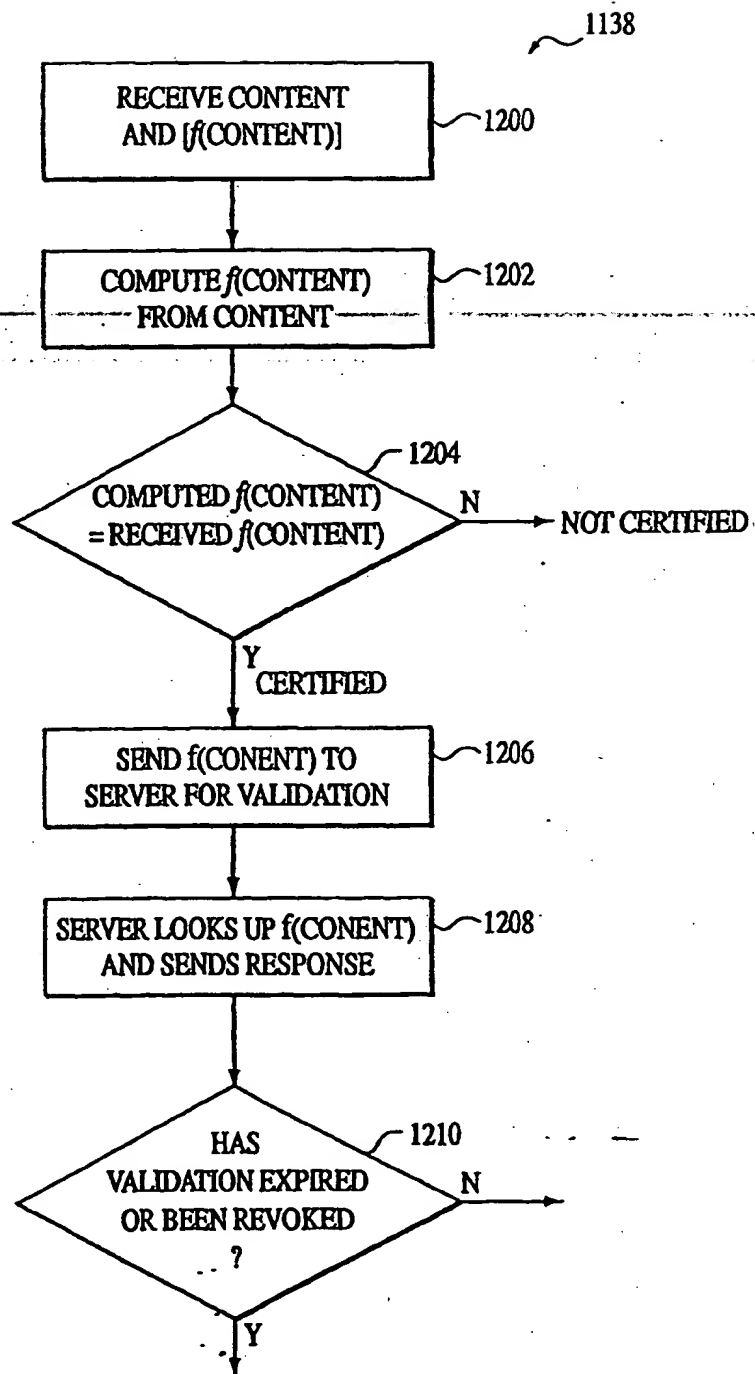 1138
RECEIVE CONTENT
AND [f(CONTENT)]
1200
COMPUTE f(CONTENT)
FROM CONTENT
1202
1204
COMPUTED f(CONTENT)
= RECEIVED f(CONTENT)
N
NOT CERTIFIED
Y
CERTIFIED
SEND f(CONENT) TO
SERVER FOR VALIDATION
1206
SERVER LOOKS UP f(CONENT)
AND SENDS RESPONSE
1208
1210
HAS
VALIDATION EXPIRED
OR BEEN REVOKED
?
N
Y